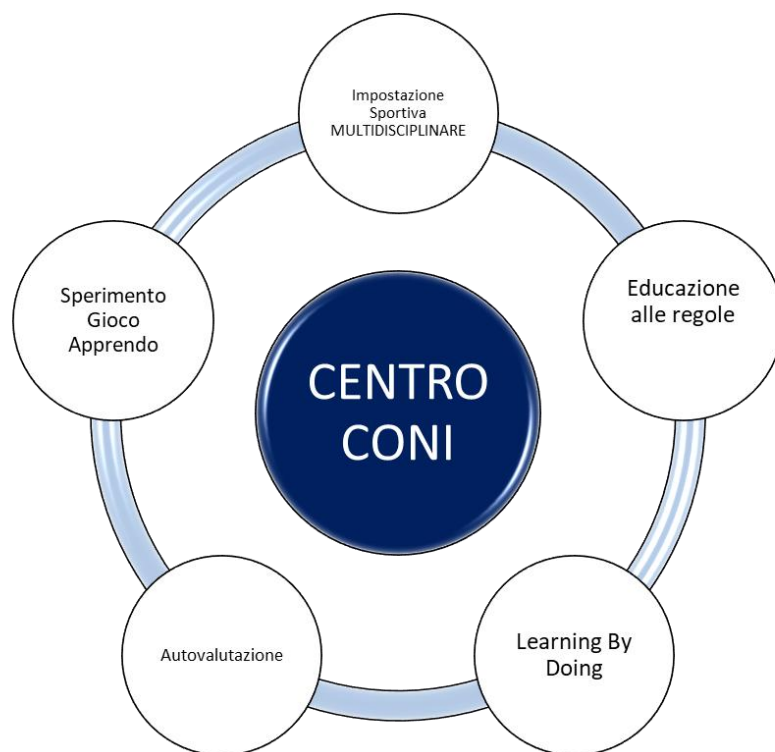 Impostazione
Sportiva
MULTIDISCIPLINARE
Educazione
alle regole
Sperimento
Gioco
Apprendo
CENTRO
CONI
Autovalutazione
Learning By
Doing